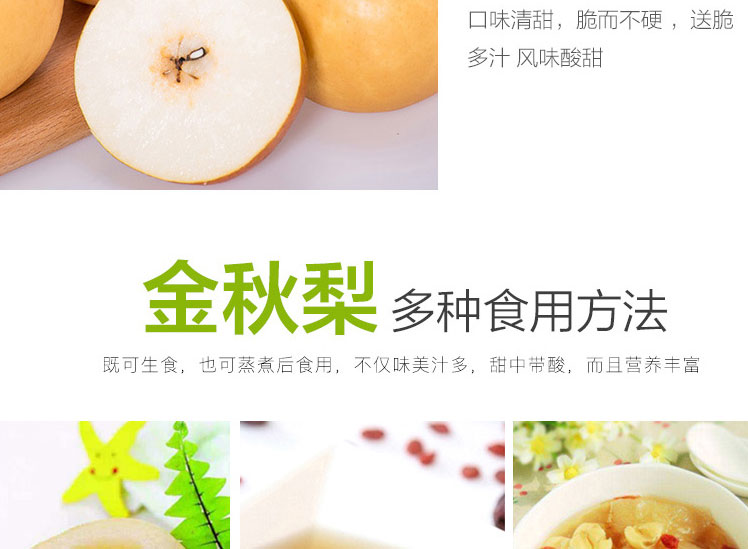 口味清甜，脆而不硬 ，送脆
多汁 风味酸甜
金秋梨 多种食用方法
既可生食，也可蒸煮后食用，不仅味美汁多，甜中带酸，而且营养丰富